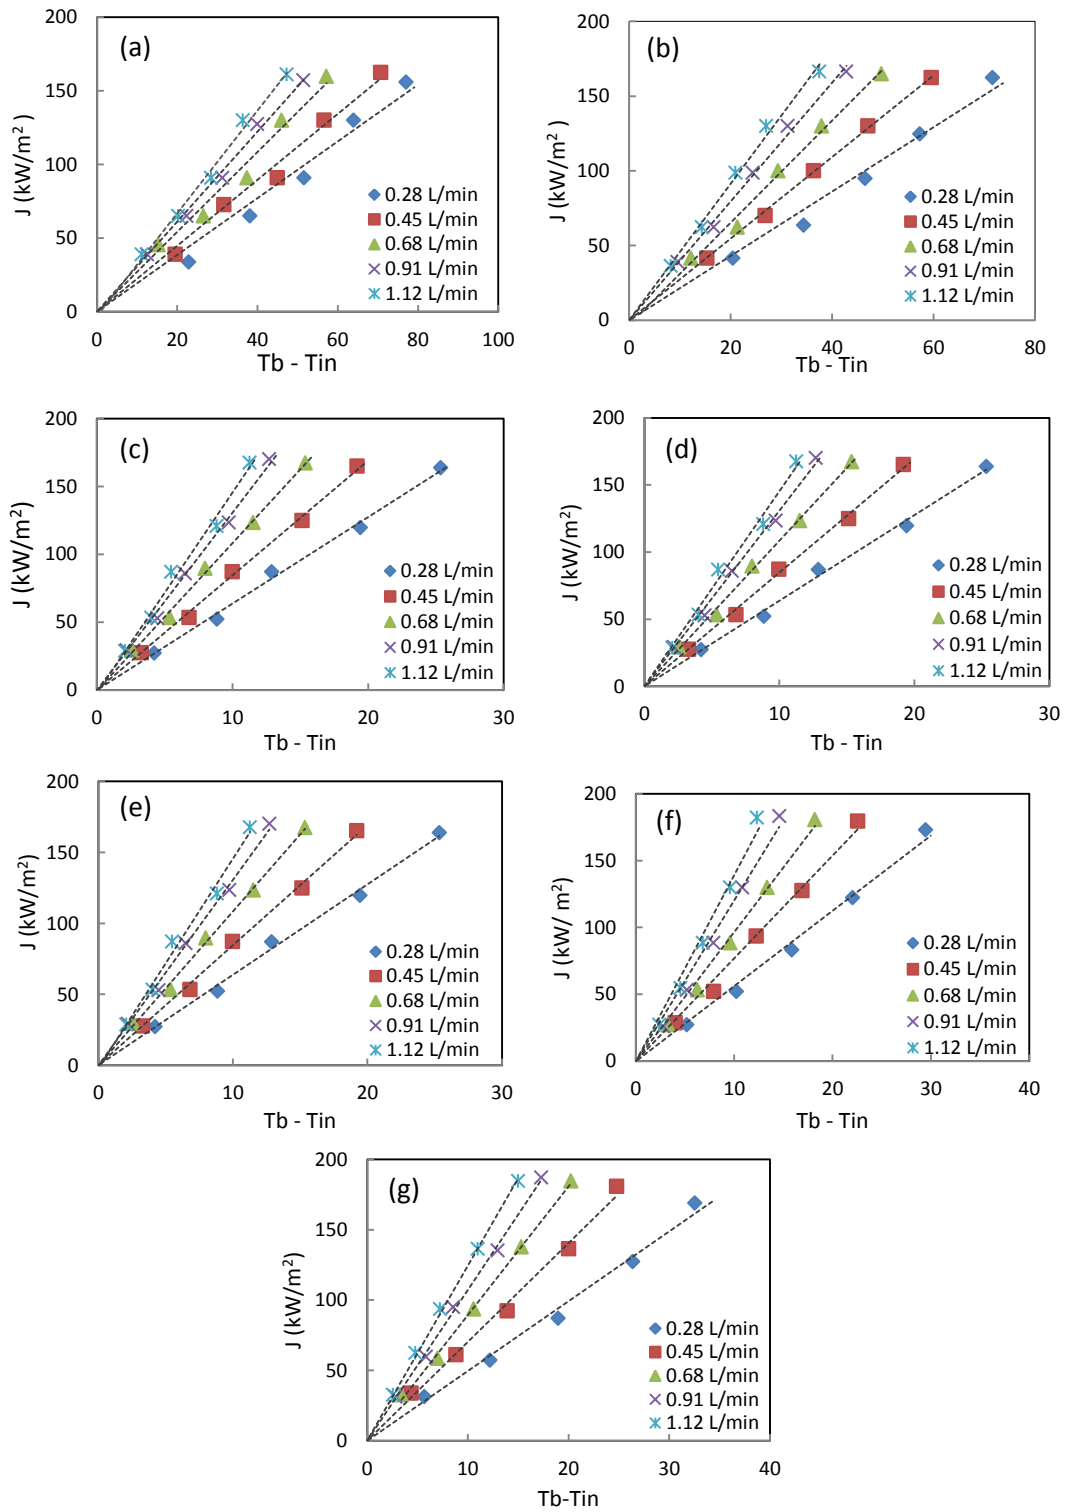 (a)
J (kW/m²)
200
150
100
50
0
0 20 40 60 80 100
Tb - Tin
0.28 L/min
0.45 L/min
0.68 L/min
0.91 L/min
1.12 L/min
(b)
J (kW/m²)
200
150
100
50
0
0 20 40 60 80
Tb - Tin
0.28 L/min
0.45 L/min
0.68 L/min
0.91 L/min
1.12 L/min
(c)
J (kW/m²)
200
150
100
50
0
0 10 20 30
Tb - Tin
0.28 L/min
0.45 L/min
0.68 L/min
0.91 L/min
1.12 L/min
(d)
J (kW/m²)
200
150
100
50
0
0 10 20 30
Tb - Tin
0.28 L/min
0.45 L/min
0.68 L/min
0.91 L/min
1.12 L/min
(e)
J (kW/m²)
200
150
100
50
0
0 10 20 30
Tb - Tin
0.28 L/min
0.45 L/min
0.68 L/min
0.91 L/min
1.12 L/min
(f)
J (kW/ m²)
200
150
100
50
0
0 10 20 30 40
Tb - Tin
0.28 L/min
0.45 L/min
0.68 L/min
0.91 L/min
1.12 L/min
(g)
J (kW/m²)
200
150
100
50
0
0 10 20 30 40
Tb-Tin
0.28 L/min
0.45 L/min
0.68 L/min
0.91 L/min
1.12 L/min